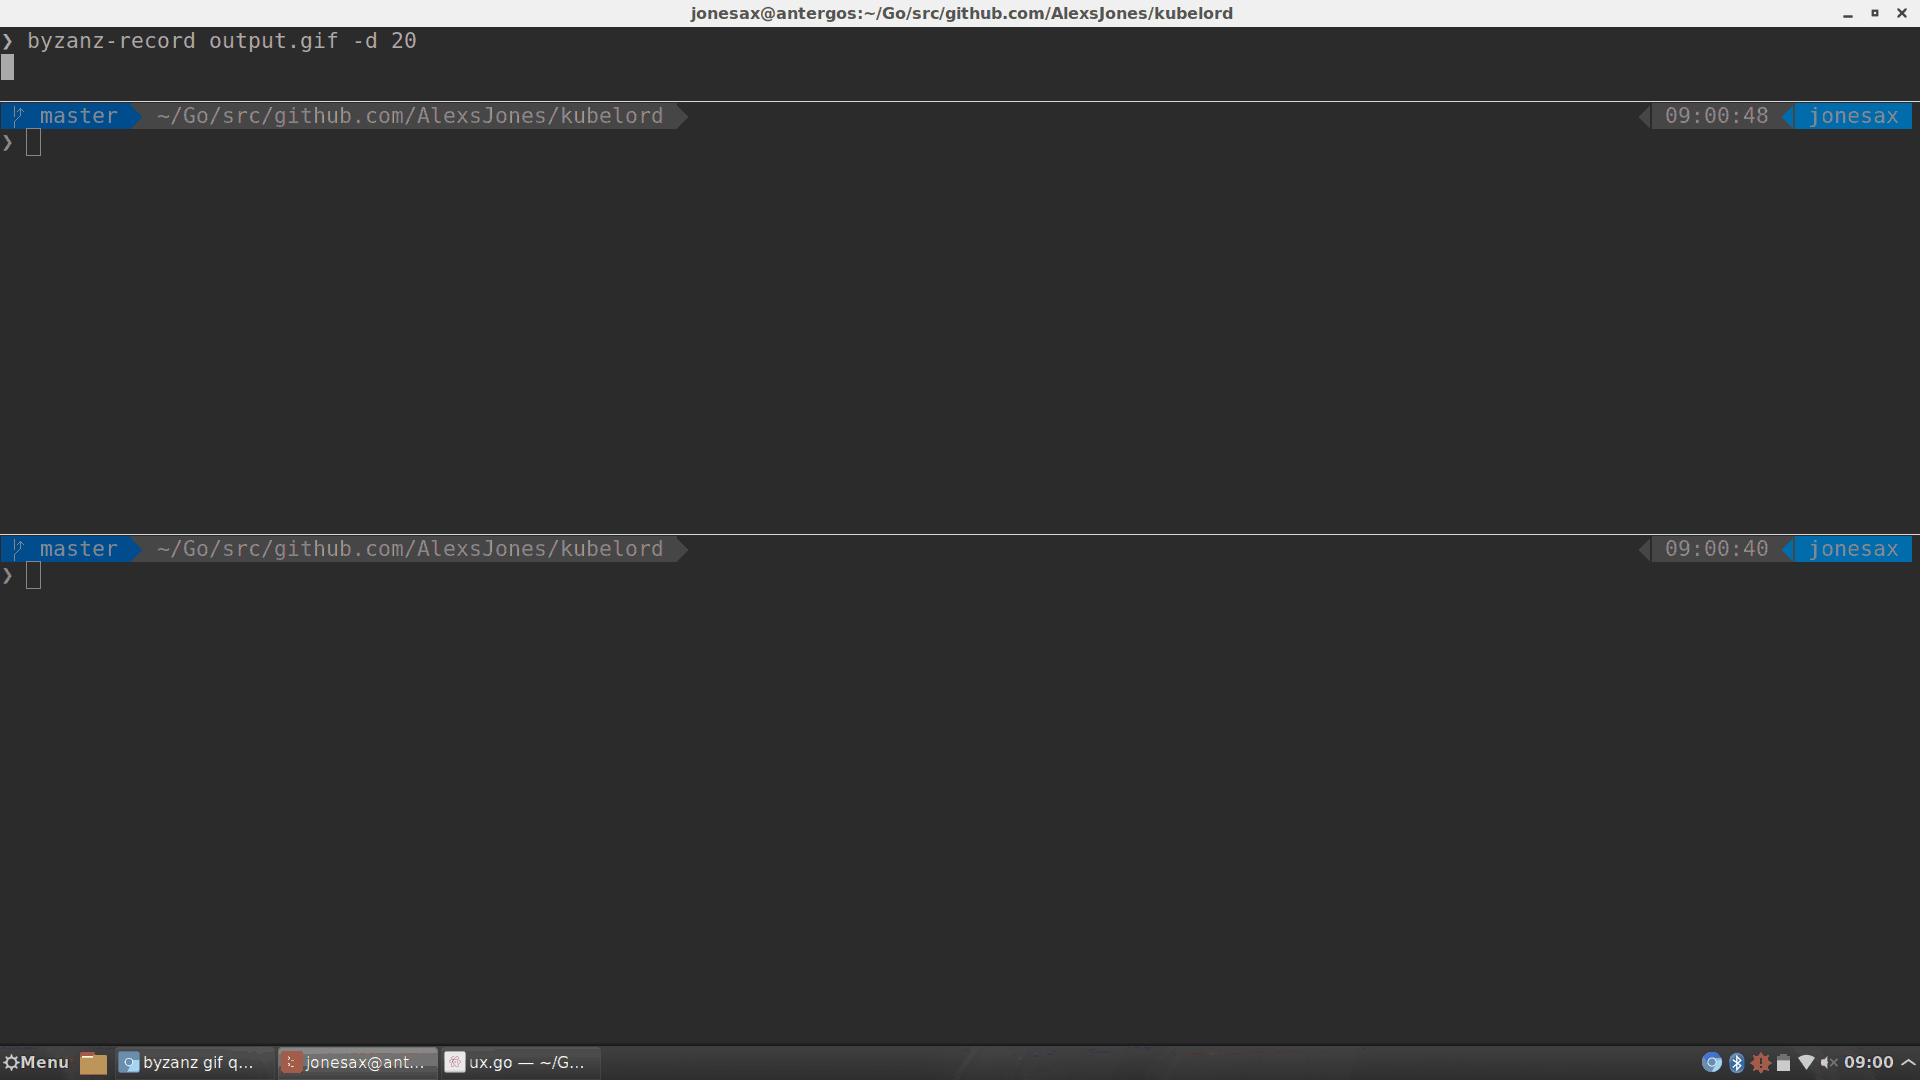 jonesax@antergos:~/Go/src/github.com/AlexsJones/kubelord
❯ byzanz-record output.gif -d 20
master ~/Go/src/github.com/AlexsJones/kubelord 09:00:48 jonesax
❯
master ~/Go/src/github.com/AlexsJones/kubelord 09:00:40 jonesax
❯
Menu byzanz gif q... jonesax@ant... ux.go — ~/G... 09:00